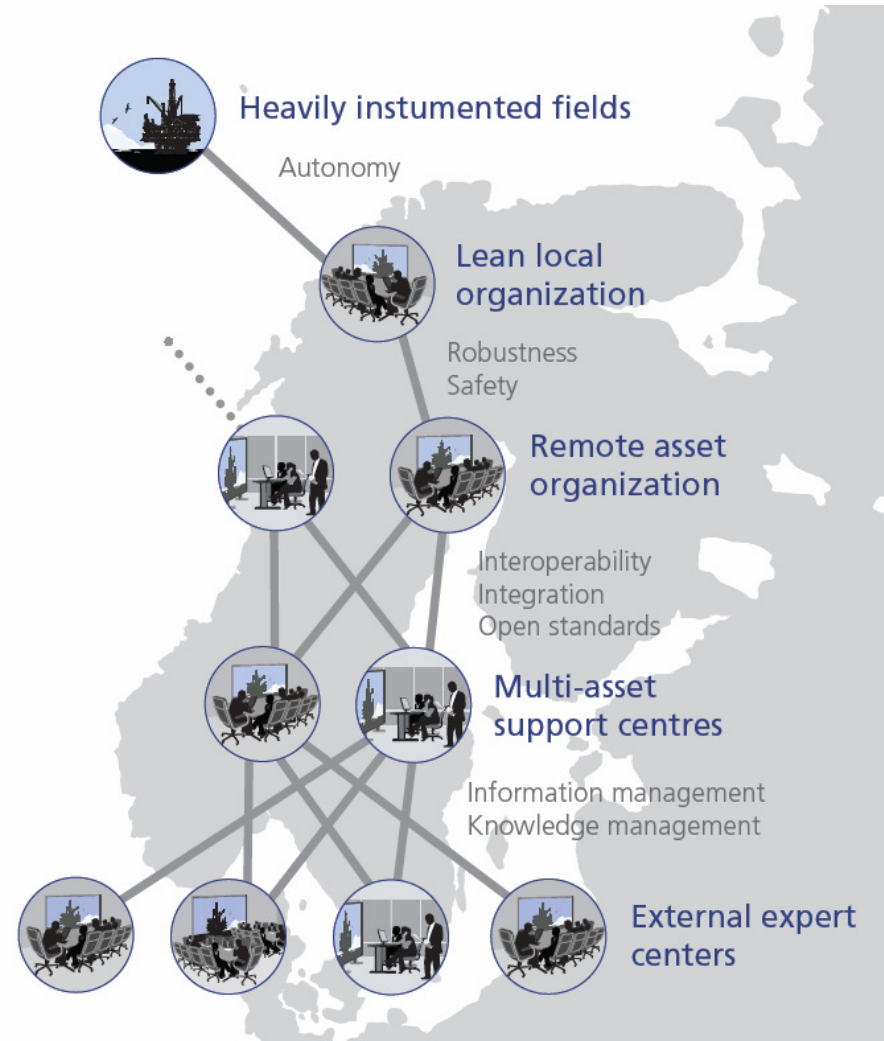 Heavily instumented fields
Autonomy
Lean local
organization
Robustness
Safety
Remote asset
organization
Interoperability
Integration
Open standards
Multi-asset
support centres
Information management
Knowledge management
External expert
centers